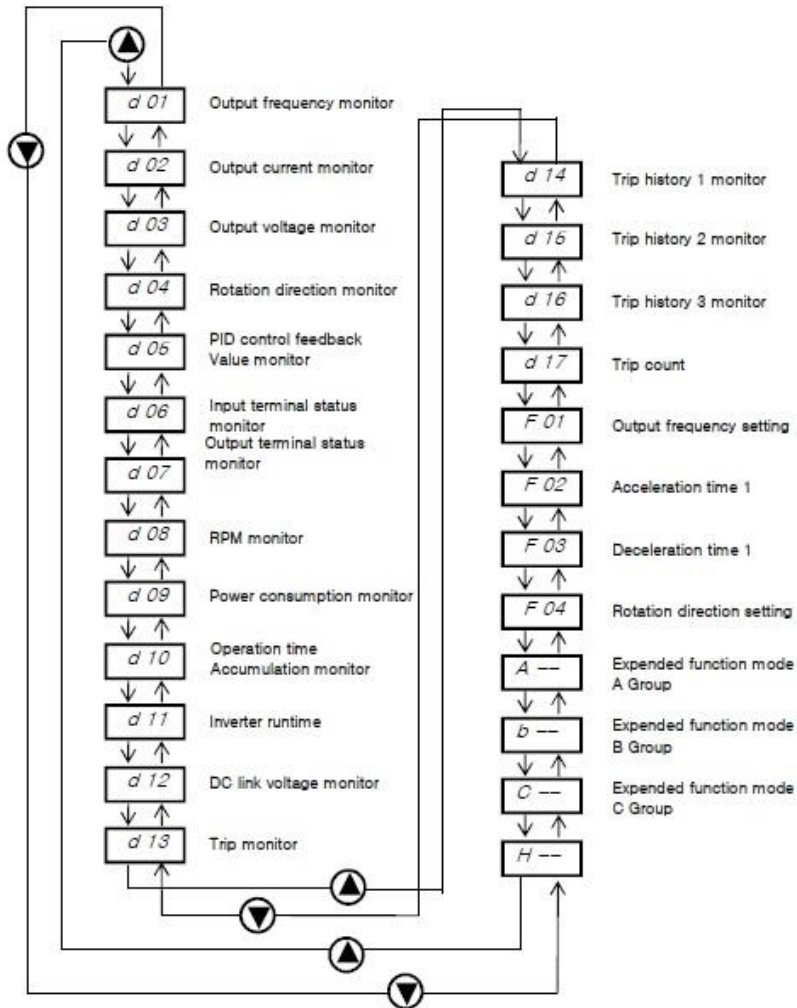 d 01 Output frequency monitor
d 02 Output current monitor
d 03 Output voltage monitor
d 04 Rotation direction monitor
d 05 PID control feedback
Value monitor
d 06 Input terminal status
monitor
d 07 Output terminal status
monitor
d 08 RPM monitor
d 09 Power consumption monitor
d 10 Operation time
Accumulation monitor
d 11 Inverter runtime
d 12 DC link voltage monitor
d 13 Trip monitor
d 14 Trip history 1 monitor
d 15 Trip history 2 monitor
d 16 Trip history 3 monitor
d 17 Trip count
F 01 Output frequency setting
F 02 Acceleration time 1
F 03 Deceleration time 1
F 04 Rotation direction setting
A -- Expended function mode
A Group
b -- Expended function mode
B Group
C -- Expended function mode
C Group
H --